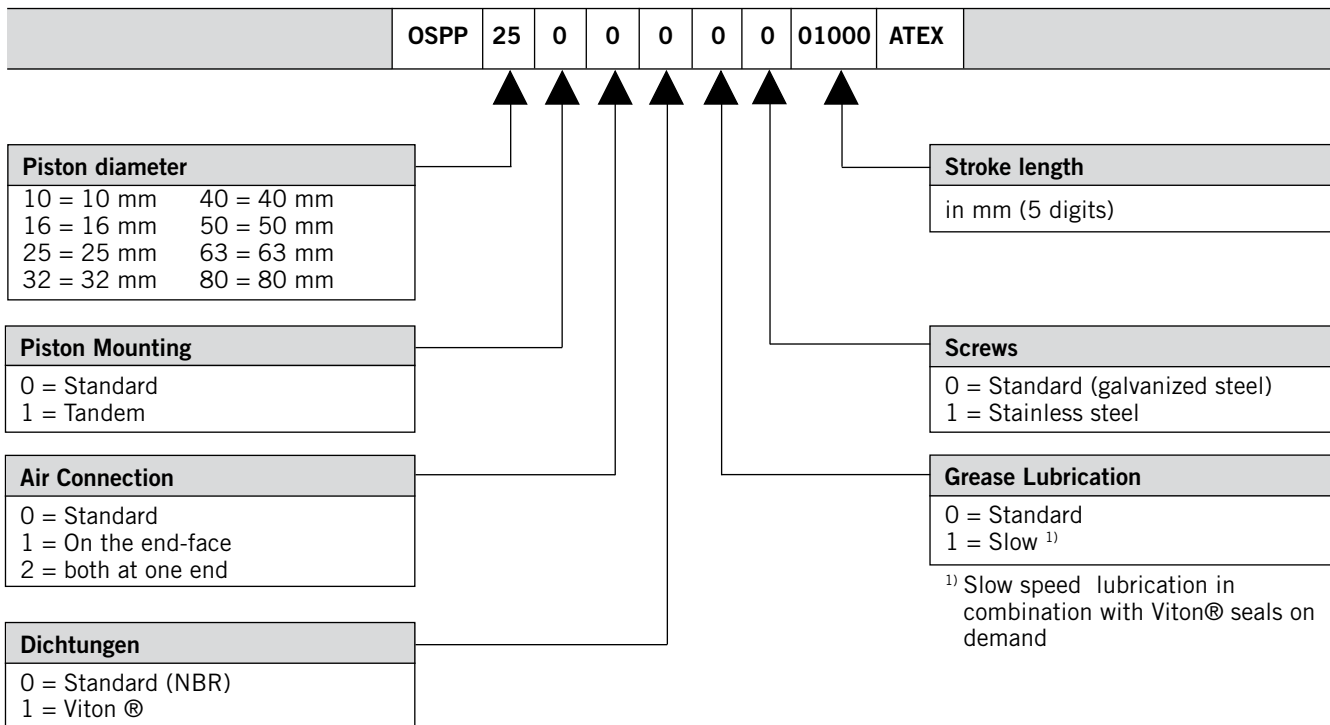 OSPP 25 0 0 0 0 0 01000 ATEX
Piston diameter
10 = 10 mm 40 = 40 mm
16 = 16 mm 50 = 50 mm
25 = 25 mm 63 = 63 mm
32 = 32 mm 80 = 80 mm
Piston Mounting
0 = Standard
1 = Tandem
Air Connection
0 = Standard
1 = On the end-face
2 = both at one end
Dichtungen
0 = Standard (NBR)
1 = Viton ®
Stroke length
in mm (5 digits)
Screws
0 = Standard (galvanized steel)
1 = Stainless steel
Grease Lubrication
0 = Standard
1 = Slow 1)
1) Slow speed lubrication in
combination with Viton® seals on
demand